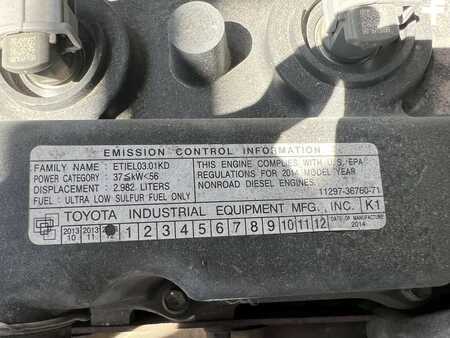 EMISSION CONTROL INFORMATION
FAMILY NAME : ETIEL03.01KD
POWER CATEGORY : 37≤kW<56
DISPLACEMENT : 2.982 LITERS
FUEL : ULTRA LOW SULFUR FUEL ONLY
THIS ENGINE COMPLIES WITH U.S. EPA
REGULATIONS FOR 2014 MODEL YEAR
NONROAD DIESEL ENGINES.
11297-36760-71
TOYOTA INDUSTRIAL EQUIPMENT MFG., INC. K1
2013 10 2013 11 12 1 2 3 4 5 6 7 8 9 10 11 12 DATE OF MANUFACTURE 2014